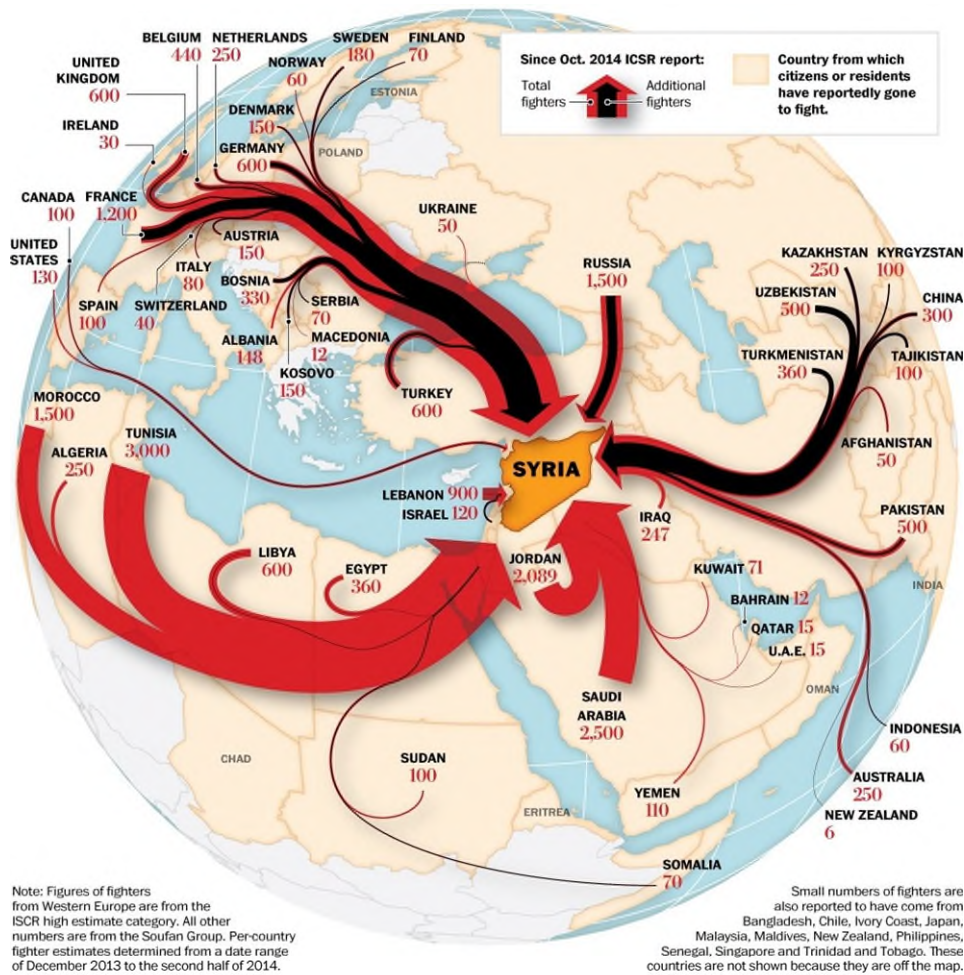 BELGIUM
440
NETHERLANDS
250
SWEDEN
180
FINLAND
70
NORWAY
60
UNITED
KINGDOM
600
ESTONIA
DENMARK
150
IRELAND
30
POLAND
GERMANY
600
Since Oct. 2014 ICSR report:
Total
fighters
Additional
fighters
Country from which
citizens or residents
have reportedly gone
to fight.
CANADA
100
FRANCE
1,200
UNITED
STATES
130
AUSTRIA
150
ITALY
80
SPAIN
100
SWITZERLAND
40
BOSNIA
330
SERBIA
70
ALBANIA
148
MACEDONIA
12
KOSOVO
150
UKRAINE
50
RUSSIA
1,500
KAZAKHSTAN
250
KYRGYZSTAN
100
UZBEKISTAN
500
CHINA
300
TURKMENISTAN
360
TAJIKISTAN
100
TURKEY
600
MOROCCO
1,500
ALGERIA
250
TUNISIA
3,000
AFGHANISTAN
50
SYRIA
LEBANON 900
ISRAEL 120
IRAQ
247
PAKISTAN
500
LIBYA
600
EGYPT
360
JORDAN
2,089
KUWAIT 71
INDIA
BAHRAIN 12
QATAR 15
U.A.E. 15
OMAN
SAUDI
ARABIA
2,500
INDONESIA
60
CHAD
SUDAN
100
YEMEN
110
AUSTRALIA
250
ERITREA
NEW ZEALAND
6
SOMALIA
70
Note: Figures of fighters
from Western Europe are from the
ISCR high estimate category. All other
numbers are from the Soufan Group. Per-country
fighter estimates determined from a date range
of December 2013 to the second half of 2014.
Small numbers of fighters are
also reported to have come from
Bangladesh, Chile, Ivory Coast, Japan,
Malaysia, Maldives, New Zealand, Philippines,
Senegal, Singapore and Trinidad and Tobago. These
countries are not shown because they are off the map.